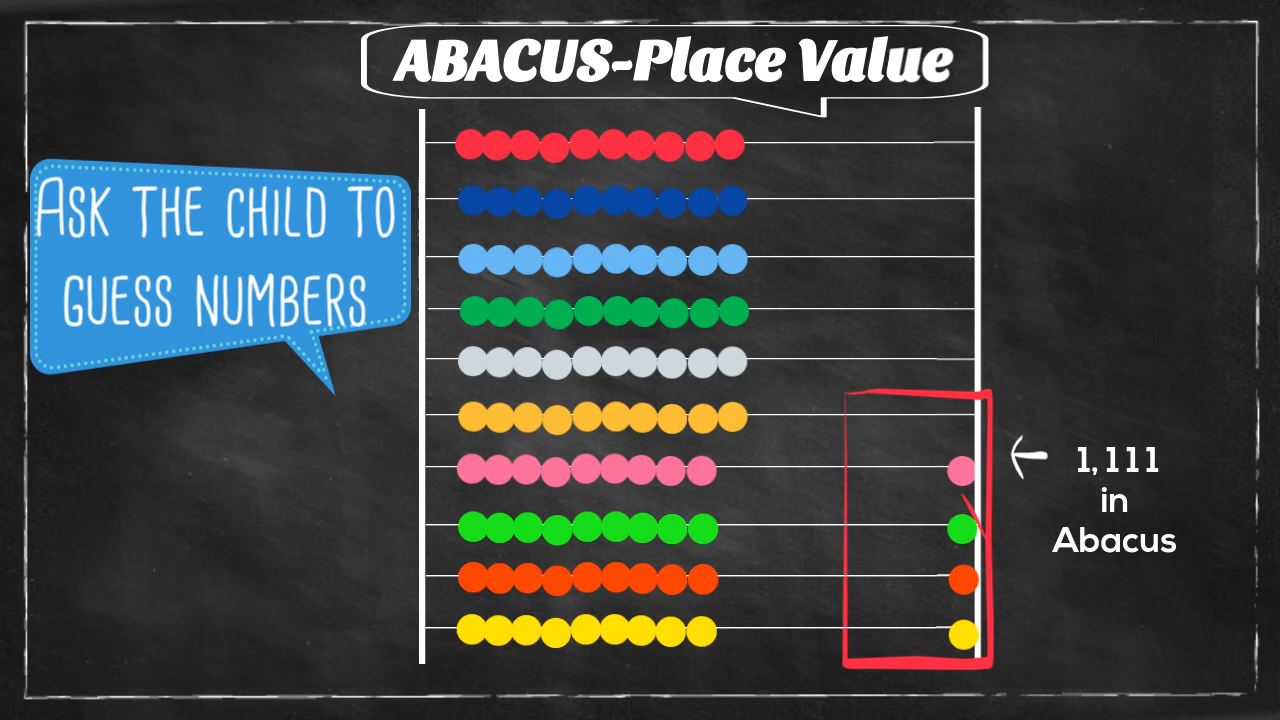 ABACUS-Place Value
ASK THE CHILD TO
GUESS NUMBERS
1,111
in
Abacus